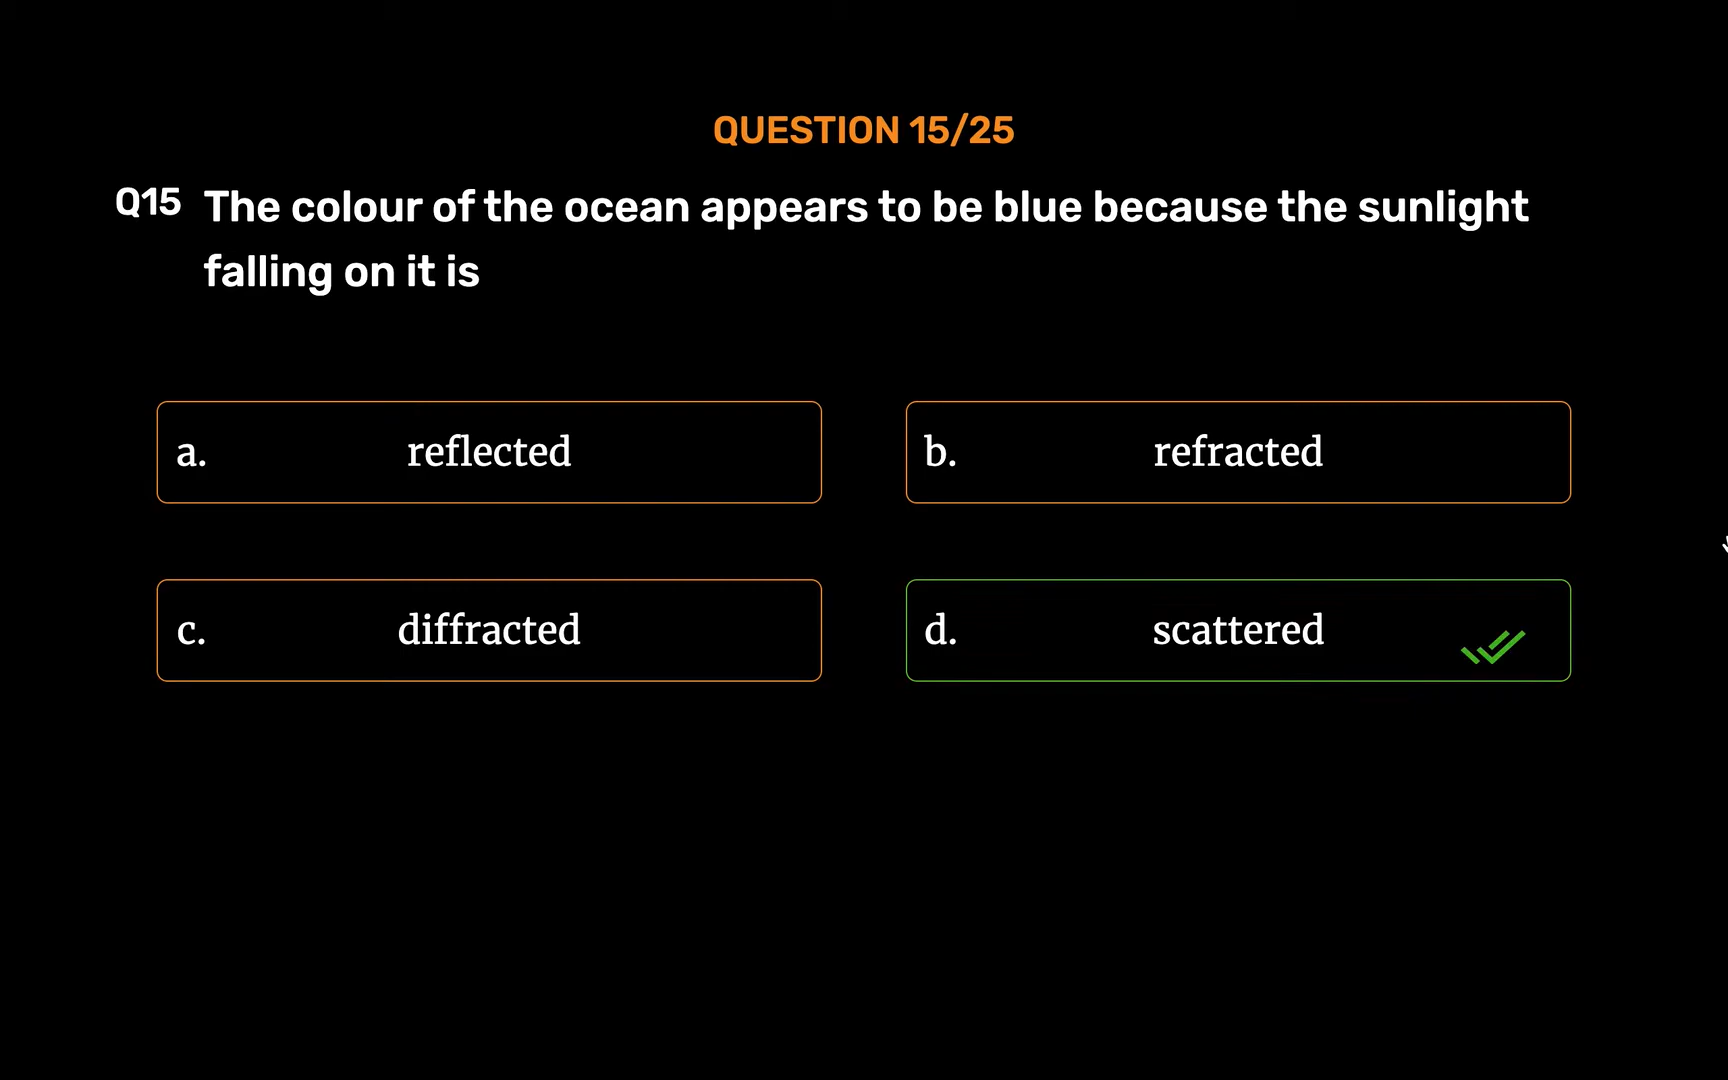 QUESTION 15/25
Q15 The colour of the ocean appears to be blue because the sunlight
falling on it is
a. reflected
b. refracted
c. diffracted
d. scattered